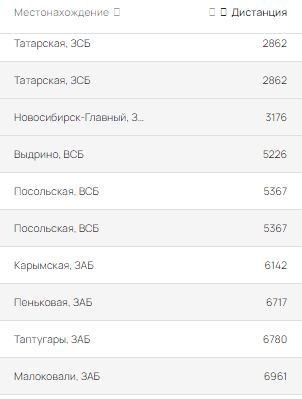 Местонахождение Дистанция
Татарская, ЗСБ 2862
Татарская, ЗСБ 2862
Новосибирск-Главный, З... 3176
Выдрино, ВСБ 5226
Посольская, ВСБ 5367
Посольская, ВСБ 5367
Карымская, ЗАБ 6142
Пеньковая, ЗАБ 6717
Таптугары, ЗАБ 6780
Малоковали, ЗАБ 6961